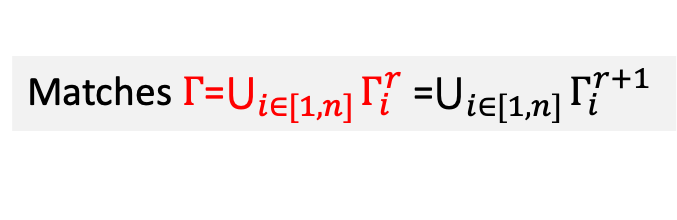 Matches Γ=⋃_{i∈[1,n]} Γ_i^r =⋃_{i∈[1,n]} Γ_i^{r+1}